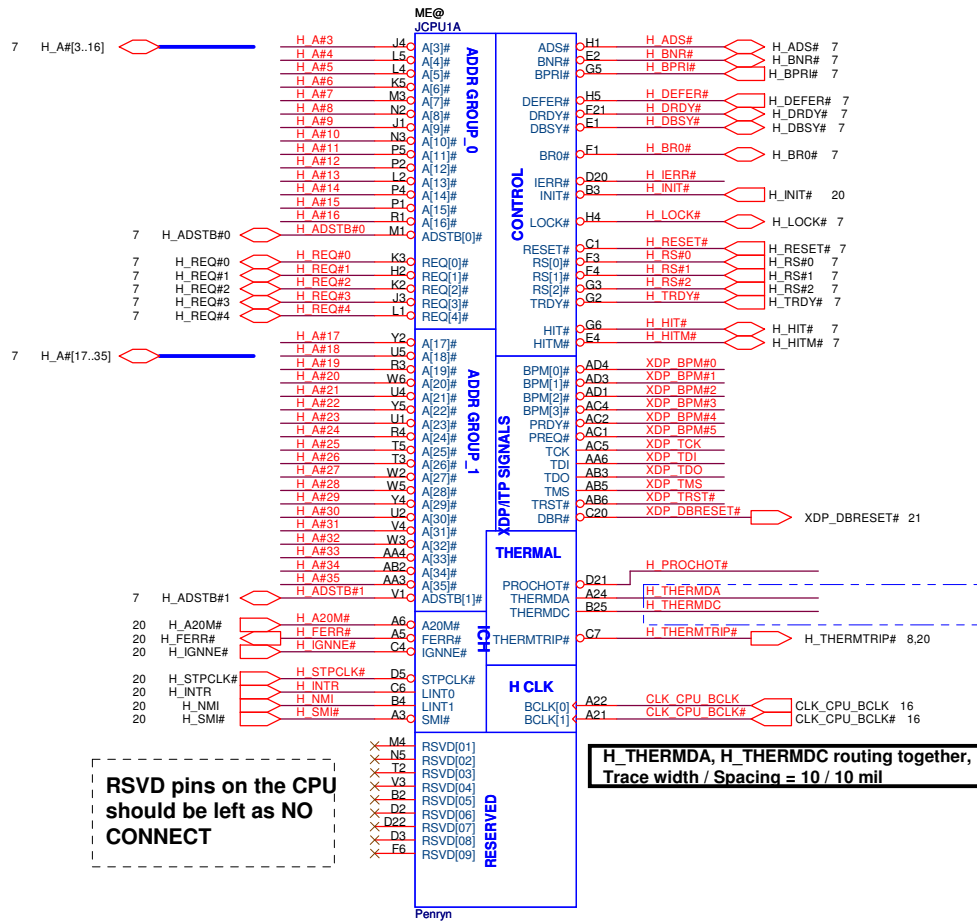 ME@
JCPU1A
7 H_A#[3..16]
H_A#3 J4 A[3]#
H_A#4 L5 A[4]#
H_A#5 L4 A[5]#
H_A#6 K5 A[6]#
H_A#7 M3 A[7]#
H_A#8 N2 A[8]#
H_A#9 J1 A[9]#
H_A#10 N3 A[10]#
H_A#11 P5 A[11]#
H_A#12 P2 A[12]#
H_A#13 L2 A[13]#
H_A#14 P4 A[14]#
H_A#15 P1 A[15]#
H_A#16 R1 A[16]#
7 H_ADSTB#0 H_ADSTB#0 M1 ADSTB[0]#
7 H_REQ#0 H_REQ#0 K3 REQ[0]#
7 H_REQ#1 H_REQ#1 H2 REQ[1]#
7 H_REQ#2 H_REQ#2 K2 REQ[2]#
7 H_REQ#3 H_REQ#3 J3 REQ[3]#
7 H_REQ#4 H_REQ#4 L1 REQ[4]#
ADDR GROUP_0
7 H_A#[17..35]
H_A#17 Y2 A[17]#
H_A#18 U5 A[18]#
H_A#19 R3 A[19]#
H_A#20 W6 A[20]#
H_A#21 U4 A[21]#
H_A#22 Y5 A[22]#
H_A#23 U1 A[23]#
H_A#24 R4 A[24]#
H_A#25 T5 A[25]#
H_A#26 T3 A[26]#
H_A#27 W2 A[27]#
H_A#28 W5 A[28]#
H_A#29 Y4 A[29]#
H_A#30 U2 A[30]#
H_A#31 V4 A[31]#
H_A#32 W3 A[32]#
H_A#33 AA4 A[33]#
H_A#34 AB2 A[34]#
H_A#35 AA3 A[35]#
7 H_ADSTB#1 H_ADSTB#1 V1 ADSTB[1]#
ADDR GROUP_1
20 H_A20M# H_A20M# A6 A20M#
20 H_FERR# H_FERR# A5 FERR#
20 H_IGNNE# H_IGNNE# C4 IGNNE#
20 H_STPCLK# H_STPCLK# D5 STPCLK#
20 H_INTR H_INTR C6 LINT0
20 H_NMI H_NMI B4 LINT1
20 H_SMI# H_SMI# A3 SMI#
ICH
M4 RSVD[01]
N5 RSVD[02]
T2 RSVD[03]
V3 RSVD[04]
B2 RSVD[05]
D2 RSVD[06]
D22 RSVD[07]
D3 RSVD[08]
F6 RSVD[09]
RESERVED
ADS# H1 H_ADS# H_ADS# 7
BNR# E2 H_BNR# H_BNR# 7
BPRI# G5 H_BPRI# H_BPRI# 7
DEFER# H5 H_DEFER# H_DEFER# 7
DRDY# F21 H_DRDY# H_DRDY# 7
DBSY# E1 H_DBSY# H_DBSY# 7
BR0# F1 H_BR0# H_BR0# 7
IERR# D20 H_IERR#
INIT# B3 H_INIT# H_INIT# 20
LOCK# H4 H_LOCK# H_LOCK# 7
RESET# C1 H_RESET# H_RESET# 7
RS[0]# F3 H_RS#0 H_RS#0 7
RS[1]# F4 H_RS#1 H_RS#1 7
RS[2]# G3 H_RS#2 H_RS#2 7
TRDY# G2 H_TRDY# H_TRDY# 7
HIT# G6 H_HIT# H_HIT# 7
HITM# E4 H_HITM# H_HITM# 7
CONTROL
BPM[0]# AD4 XDP_BPM#0
BPM[1]# AD3 XDP_BPM#1
BPM[2]# AD1 XDP_BPM#2
BPM[3]# AC4 XDP_BPM#3
PRDY# AC2 XDP_BPM#4
PREQ# AC1 XDP_BPM#5
TCK AC5 XDP_TCK
TDI AA6 XDP_TDI
TDO AB3 XDP_TDO
TMS AB5 XDP_TMS
TRST# AB6 XDP_TRST#
DBR# C20 XDP_DBRESET# XDP_DBRESET# 21
XDP/ITP SIGNALS
THERMAL
PROCHOT# D21 H_PROCHOT#
THERMDA A24 H_THERMDA
THERMDC B25 H_THERMDC
THERMTRIP# C7 H_THERMTRIP# H_THERMTRIP# 8,20
H CLK
BCLK[0] A22 CLK_CPU_BCLK CLK_CPU_BCLK 16
BCLK[1] A21 CLK_CPU_BCLK# CLK_CPU_BCLK# 16
RSVD pins on the CPU
should be left as NO
CONNECT
H_THERMDA, H_THERMDC routing together,
Trace width / Spacing = 10 / 10 mil
Penryn